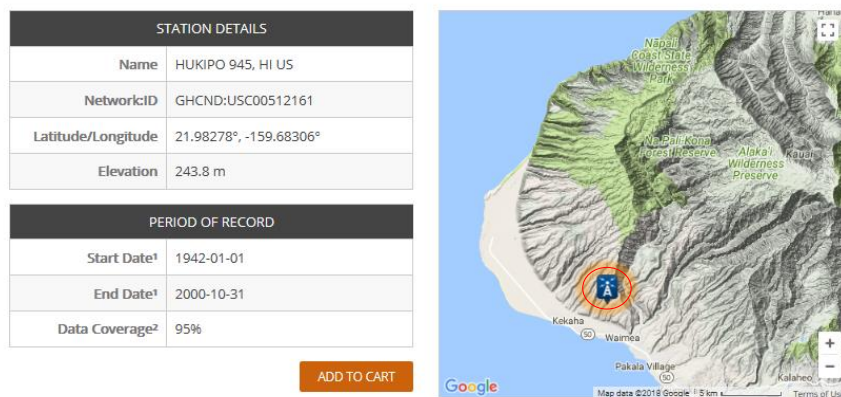 STATION DETAILS
Name HUKIPO 945, HI US
Network:ID GHCND:USC00512161
Latitude/Longitude 21.98278°, -159.68306°
Elevation 243.8 m
PERIOD OF RECORD
Start Date¹ 1942-01-01
End Date¹ 2000-10-31
Data Coverage² 95%
ADD TO CART
Hana
Nāpali
Coast State
Wilderness
Park
Na Pali-Kona
Forest Reserve
Alaka'i
Wilderness
Preserve
Kauai
A
Kekaha
50
Waimea
Pakala Village
50
Kalaheo
+
−
Google
Map data ©2018 Google
5 km
Terms of Use